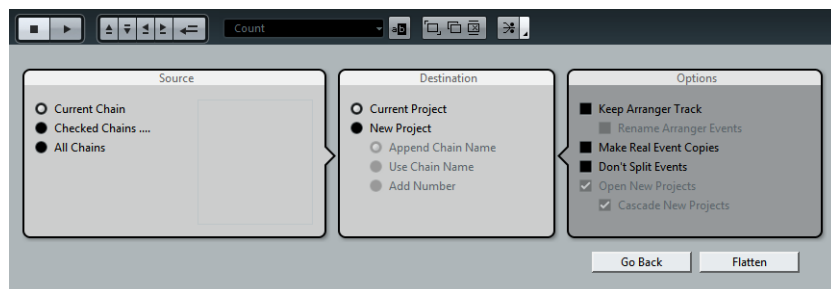 Count
ab
Source
Current Chain
Checked Chains ....
All Chains
Destination
Current Project
New Project
Append Chain Name
Use Chain Name
Add Number
Options
Keep Arranger Track
Rename Arranger Events
Make Real Event Copies
Don't Split Events
Open New Projects
Cascade New Projects
Go Back
Flatten